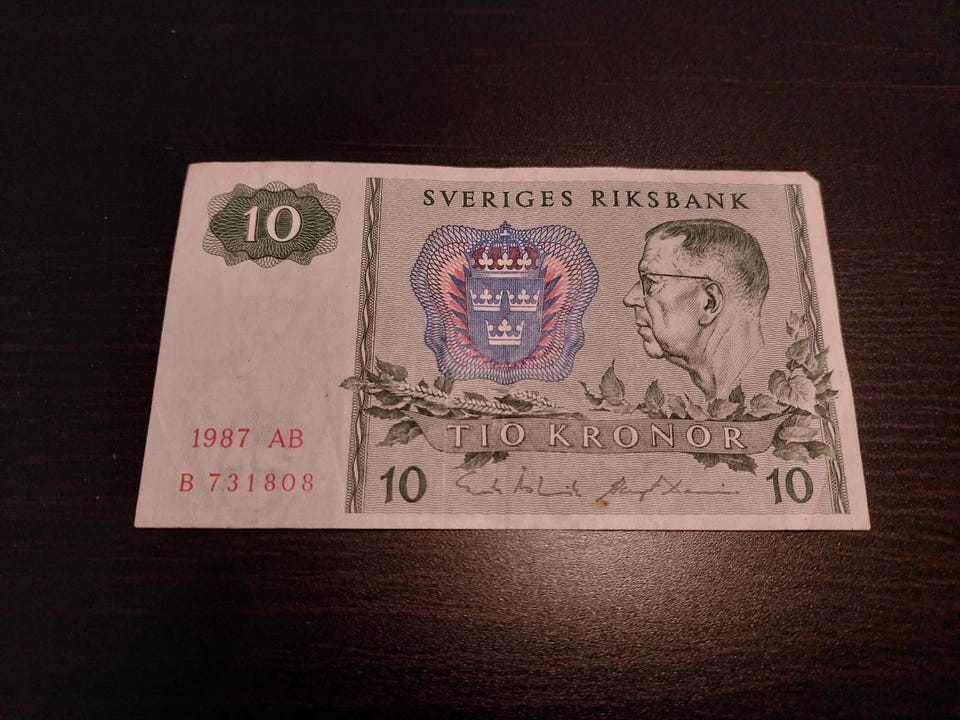 10
SVERIGES RIKSBANK
TIO KRONOR
1987 AB
B 731808
10
10